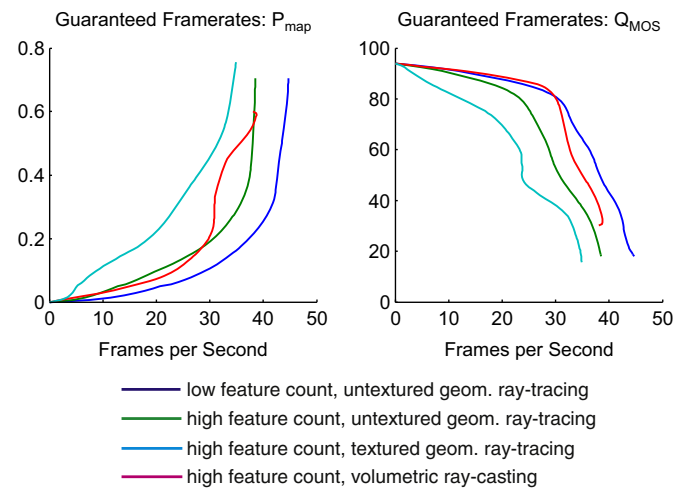 Guaranteed Framerates: Pmap
Guaranteed Framerates: QMOS
0.8
0.6
0.4
0.2
0
0 10 20 30 40 50
Frames per Second
100
80
60
40
20
0
0 10 20 30 40 50
Frames per Second
low feature count, untextured geom. ray-tracing
high feature count, untextured geom. ray-tracing
high feature count, textured geom. ray-tracing
high feature count, volumetric ray-casting